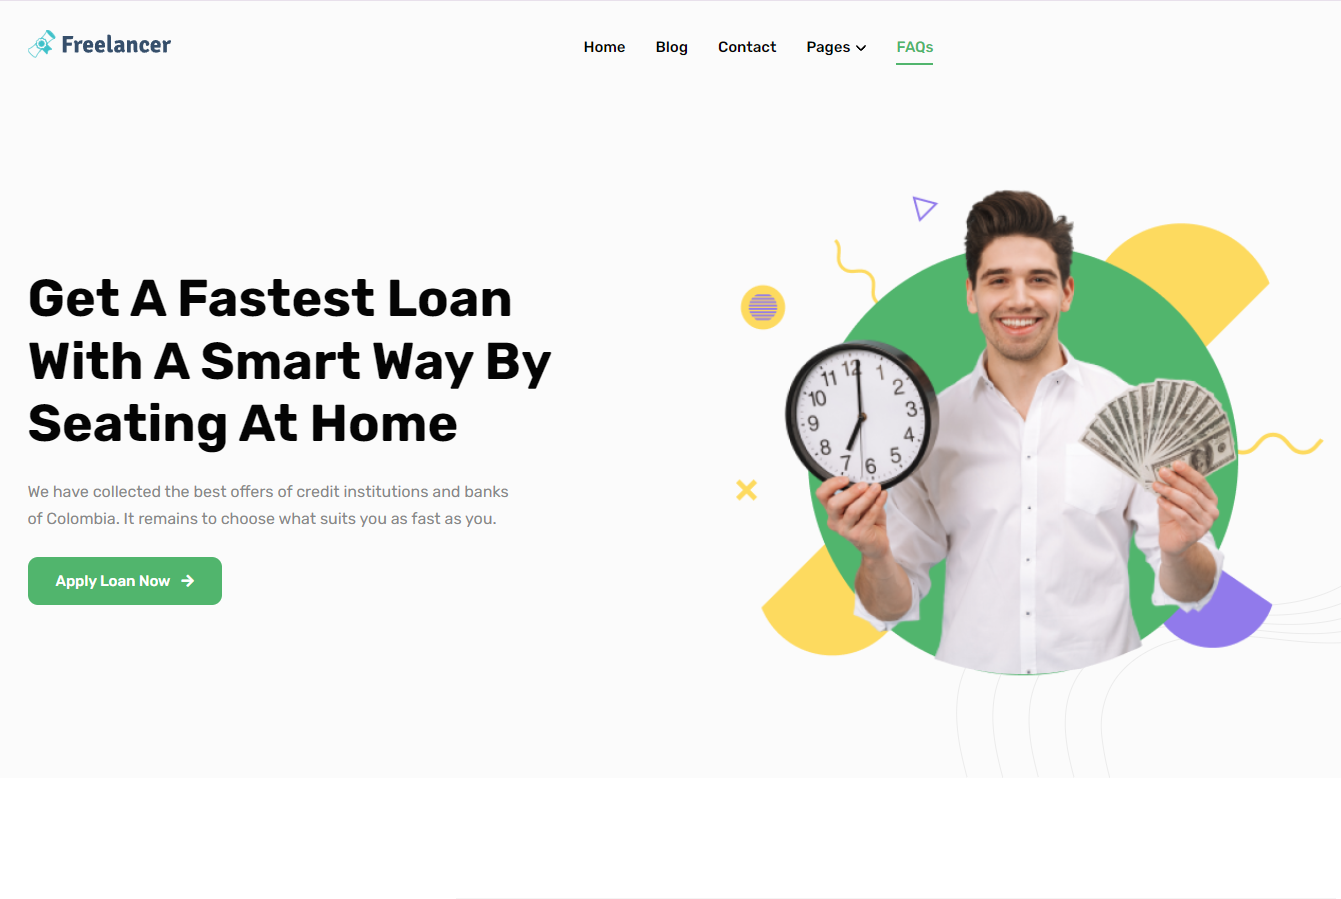 Freelancer
Home Blog Contact Pages FAQs
Get A Fastest Loan
With A Smart Way By
Seating At Home
We have collected the best offers of credit institutions and banks
of Colombia. It remains to choose what suits you as fast as you.
Apply Loan Now
12
1
2
3
4
5
6
7
8
9
10
11